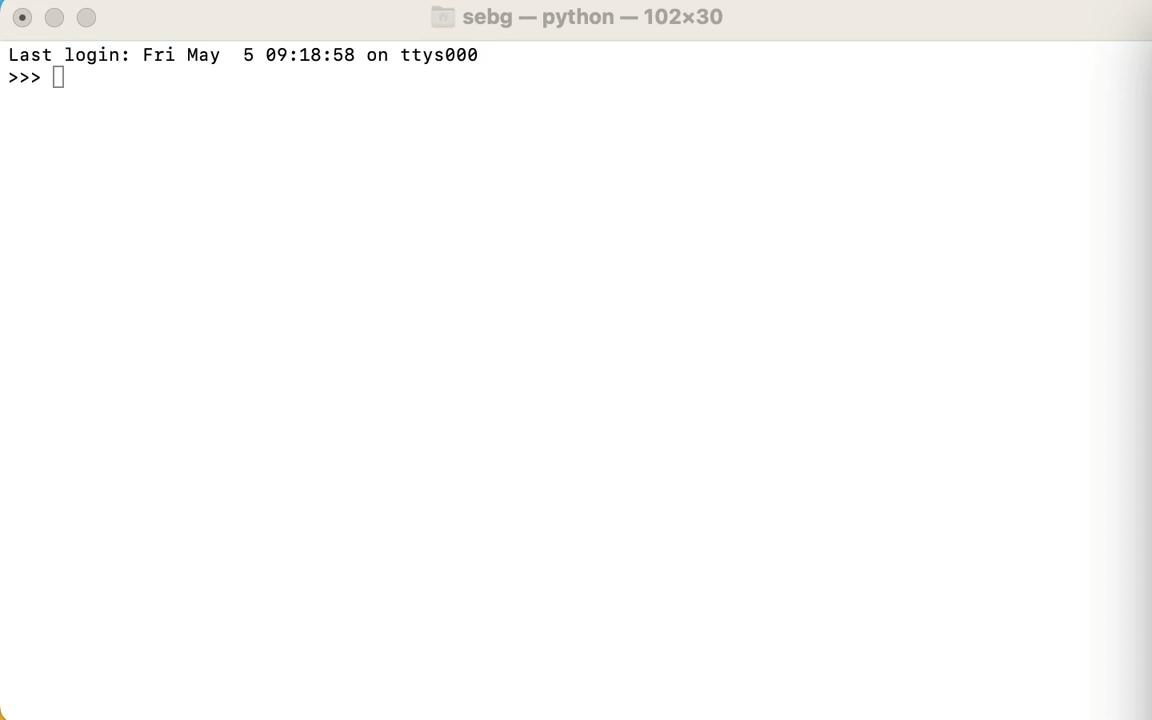 sebg — python — 102×30
Last login: Fri May  5 09:18:58 on ttys000
>>>